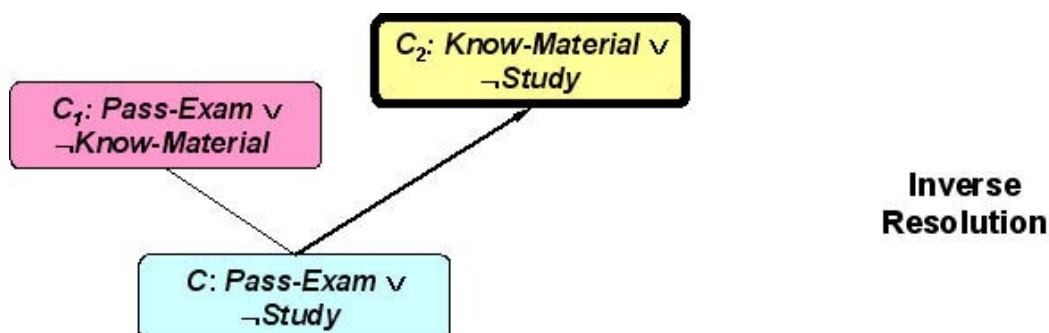 C₂: Know-Material ∨
¬Study
C₁: Pass-Exam ∨
¬Know-Material
Inverse
Resolution
C: Pass-Exam ∨
¬Study